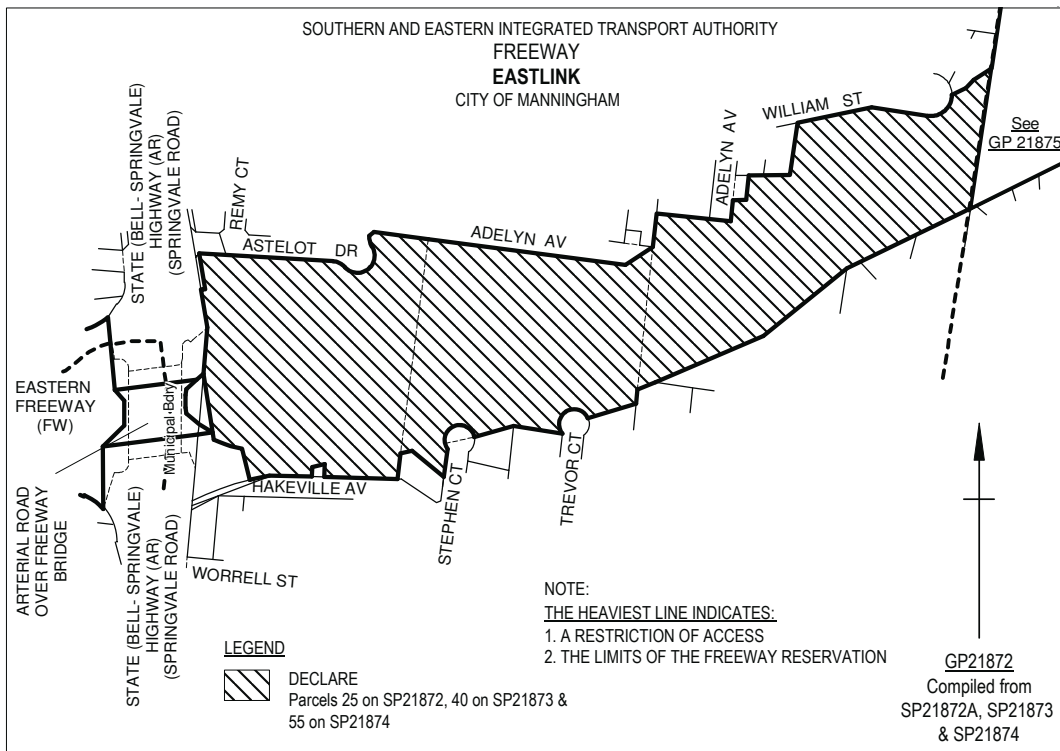 SOUTHERN AND EASTERN INTEGRATED TRANSPORT AUTHORITY
FREEWAY
EASTLINK
CITY OF MANNINGHAM
WILLIAM ST
See
GP 21875
ADELYN AV
STATE (BELL- SPRINGVALE)
HIGHWAY (AR)
(SPRINGVALE ROAD)
REMY CT
ASTELOT DR
ADELYN AV
EASTERN
FREEWAY
(FW)
Municipal Bdry
HAKEVILLE AV
STEPHEN CT
TREVOR CT
ARTERIAL ROAD
OVER FREEWAY
BRIDGE
STATE (BELL- SPRINGVALE)
HIGHWAY (AR)
(SPRINGVALE ROAD)
WORRELL ST
NOTE:
THE HEAVIEST LINE INDICATES:
1. A RESTRICTION OF ACCESS
2. THE LIMITS OF THE FREEWAY RESERVATION
LEGEND
DECLARE
Parcels 25 on SP21872, 40 on SP21873 &
55 on SP21874
GP21872
Compiled from
SP21872A, SP21873
& SP21874